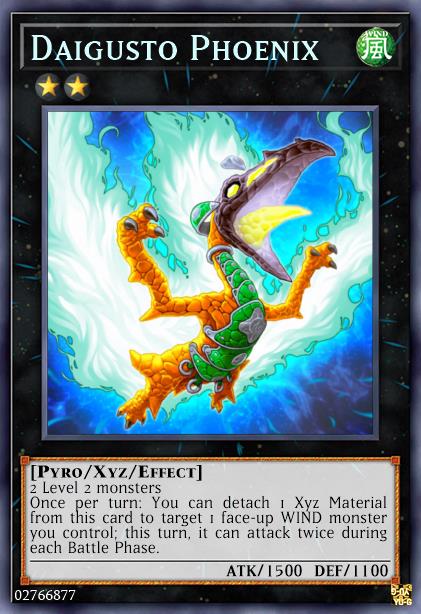 Daigusto Phoenix
WIND
風
[Pyro/Xyz/Effect]
2 Level 2 monsters
Once per turn: You can detach 1 Xyz Material
from this card to target 1 face-up WIND monster
you control; this turn, it can attack twice during
each Battle Phase.
ATK/1500 DEF/1100
02766877